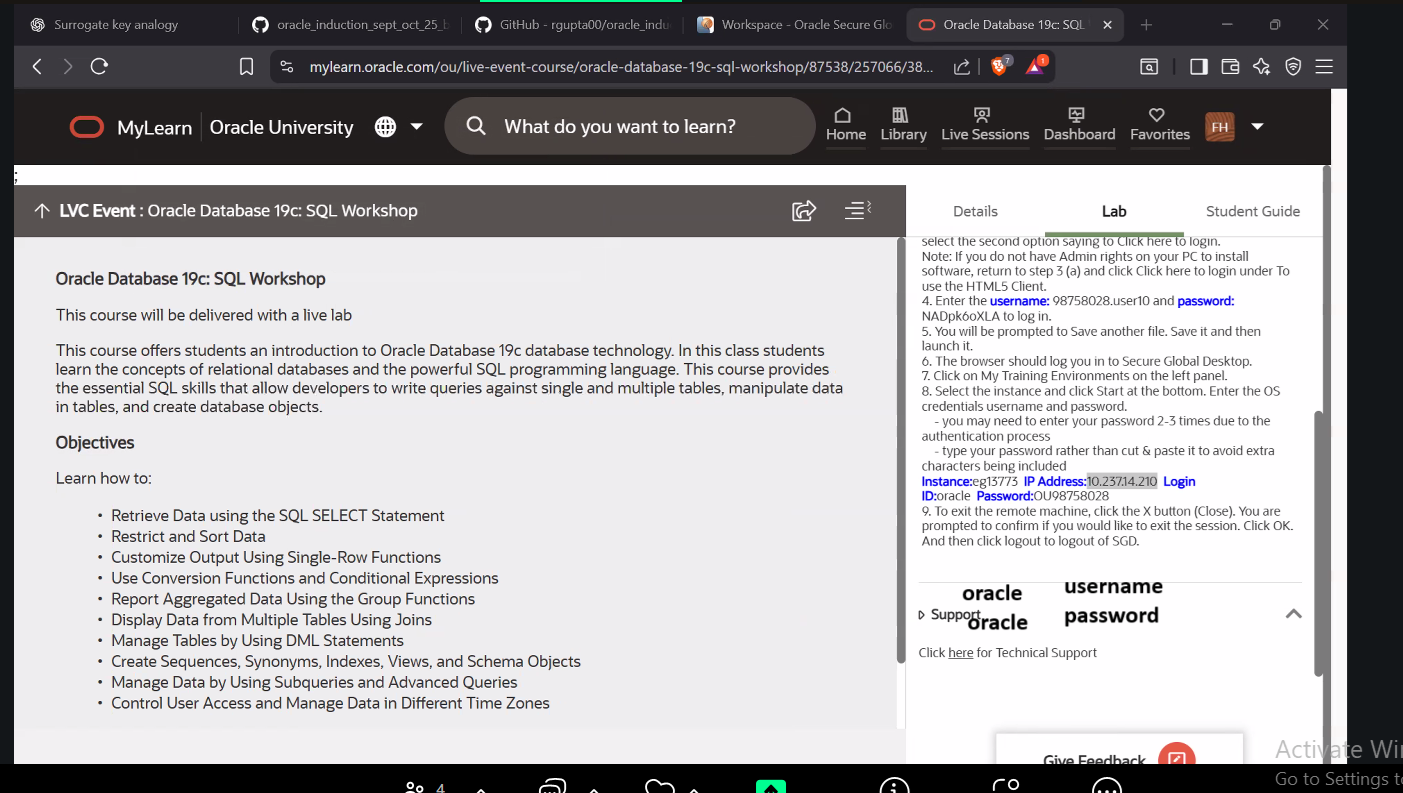 Surrogate key analogy
oracle_induction_sept_oct_25_b
GitHub - rgupta00/oracle_indu
Workspace - Oracle Secure Glo
Oracle Database 19c: SQL
mylearn.oracle.com/ou/live-event-course/oracle-database-19c-sql-workshop/87538/257066/38...
7
1
MyLearn
Oracle University
What do you want to learn?
Home
Library
Live Sessions
Dashboard
Favorites
FH
;
LVC Event : Oracle Database 19c: SQL Workshop
Oracle Database 19c: SQL Workshop
This course will be delivered with a live lab
This course offers students an introduction to Oracle Database 19c database technology. In this class students
learn the concepts of relational databases and the powerful SQL programming language. This course provides
the essential SQL skills that allow developers to write queries against single and multiple tables, manipulate data
in tables, and create database objects.
Objectives
Learn how to:
• Retrieve Data using the SQL SELECT Statement
• Restrict and Sort Data
• Customize Output Using Single-Row Functions
• Use Conversion Functions and Conditional Expressions
• Report Aggregated Data Using the Group Functions
• Display Data from Multiple Tables Using Joins
• Manage Tables by Using DML Statements
• Create Sequences, Synonyms, Indexes, Views, and Schema Objects
• Manage Data by Using Subqueries and Advanced Queries
• Control User Access and Manage Data in Different Time Zones
Details
Lab
Student Guide
select the second option saying to Click here to login.
Note: If you do not have Admin rights on your PC to install
software, return to step 3 (a) and click Click here to login under To
use the HTML5 Client.
4. Enter the username: 98758028.user10 and password:
NADpk6oXLA to log in.
5. You will be prompted to Save another file. Save it and then
launch it.
6. The browser should log you in to Secure Global Desktop.
7. Click on My Training Environments on the left panel.
8. Select the instance and click Start at the bottom. Enter the OS
credentials username and password.
- you may need to enter your password 2-3 times due to the
authentication process
- type your password rather than cut & paste it to avoid extra
characters being included
Instance:eg13773 IP Address:10.237.14.210 Login
ID:oracle Password:OU98758028
9. To exit the remote machine, click the X button (Close). You are
prompted to confirm if you would like to exit the session. Click OK.
And then click logout to logout of SGD.
oracle username
Support
oracle password
Click here for Technical Support
Give Feedback
Activate Wi
Go to Settings t
4